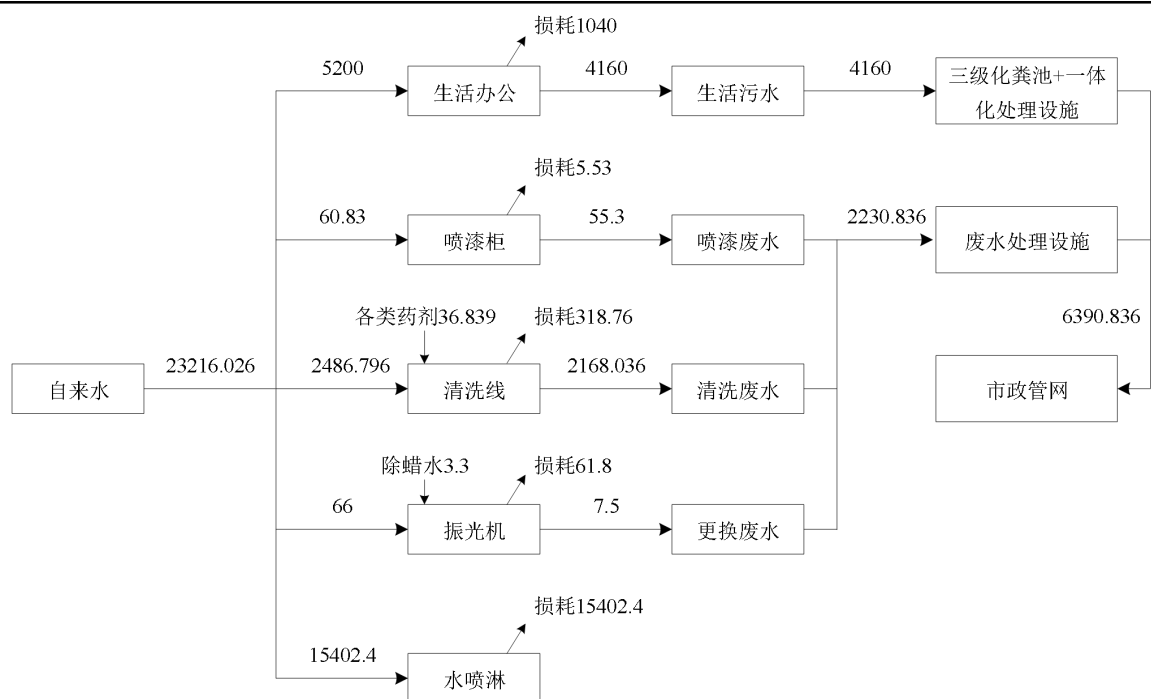 损耗1040
5200
生活办公
4160
生活污水
4160
三级化粪池+一体
化处理设施
损耗5.53
60.83
喷漆柜
55.3
喷漆废水
2230.836
废水处理设施
各类药剂36.839
损耗318.76
6390.836
自来水
23216.026
2486.796
清洗线
2168.036
清洗废水
市政管网
除蜡水3.3
损耗61.8
66
振光机
7.5
更换废水
损耗15402.4
15402.4
水喷淋